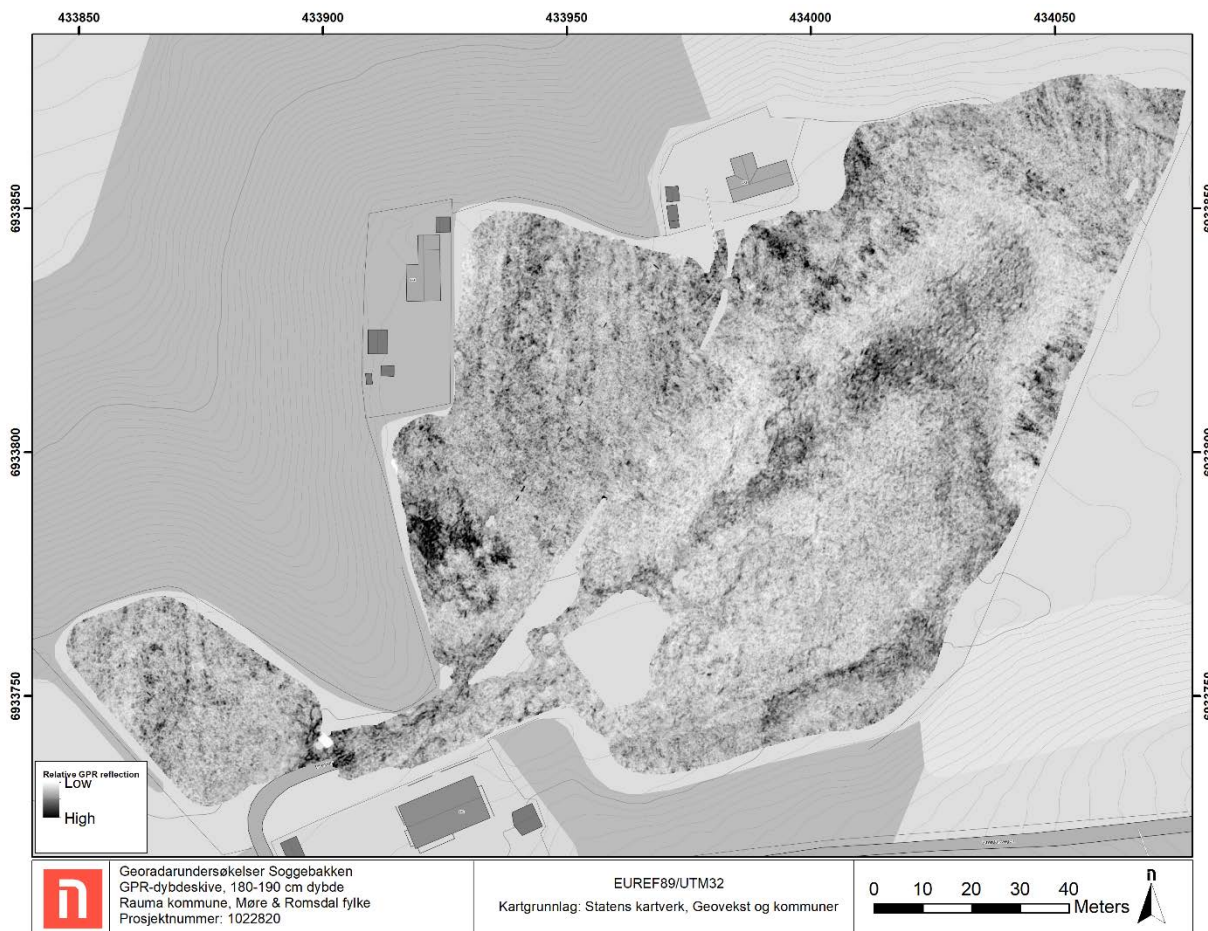 433850 433900 433950 434000 434050
6933850 6933850
6933800 6933800
6933750 6933750
Relative GPR reflection
Low
High
Georadarundersøkelser Soggebakken
GPR-dybdeskive, 180-190 cm dybde
Rauma kommune, Møre & Romsdal fylke
Prosjektnummer: 1022820
EUREF89/UTM32
Kartgrunnlag: Statens kartverk, Geovekst og kommuner
0 10 20 30 40
Meters
n